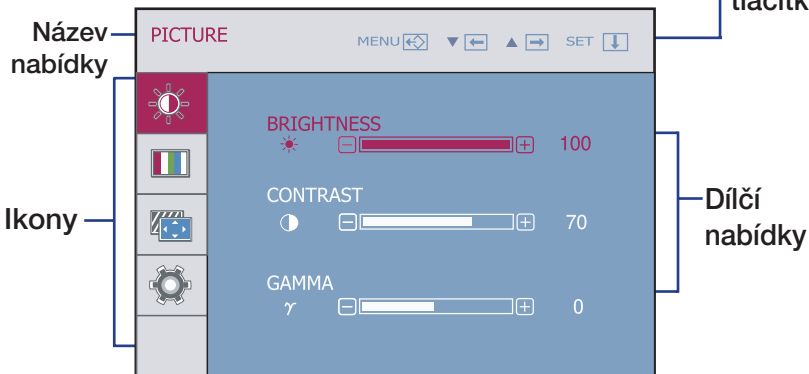 Název
nabídky
PICTURE
MENU ▼ ▲ SET
BRIGHTNESS
100
CONTRAST
70
GAMMA
γ 0
Ikony
Dílčí
nabídky